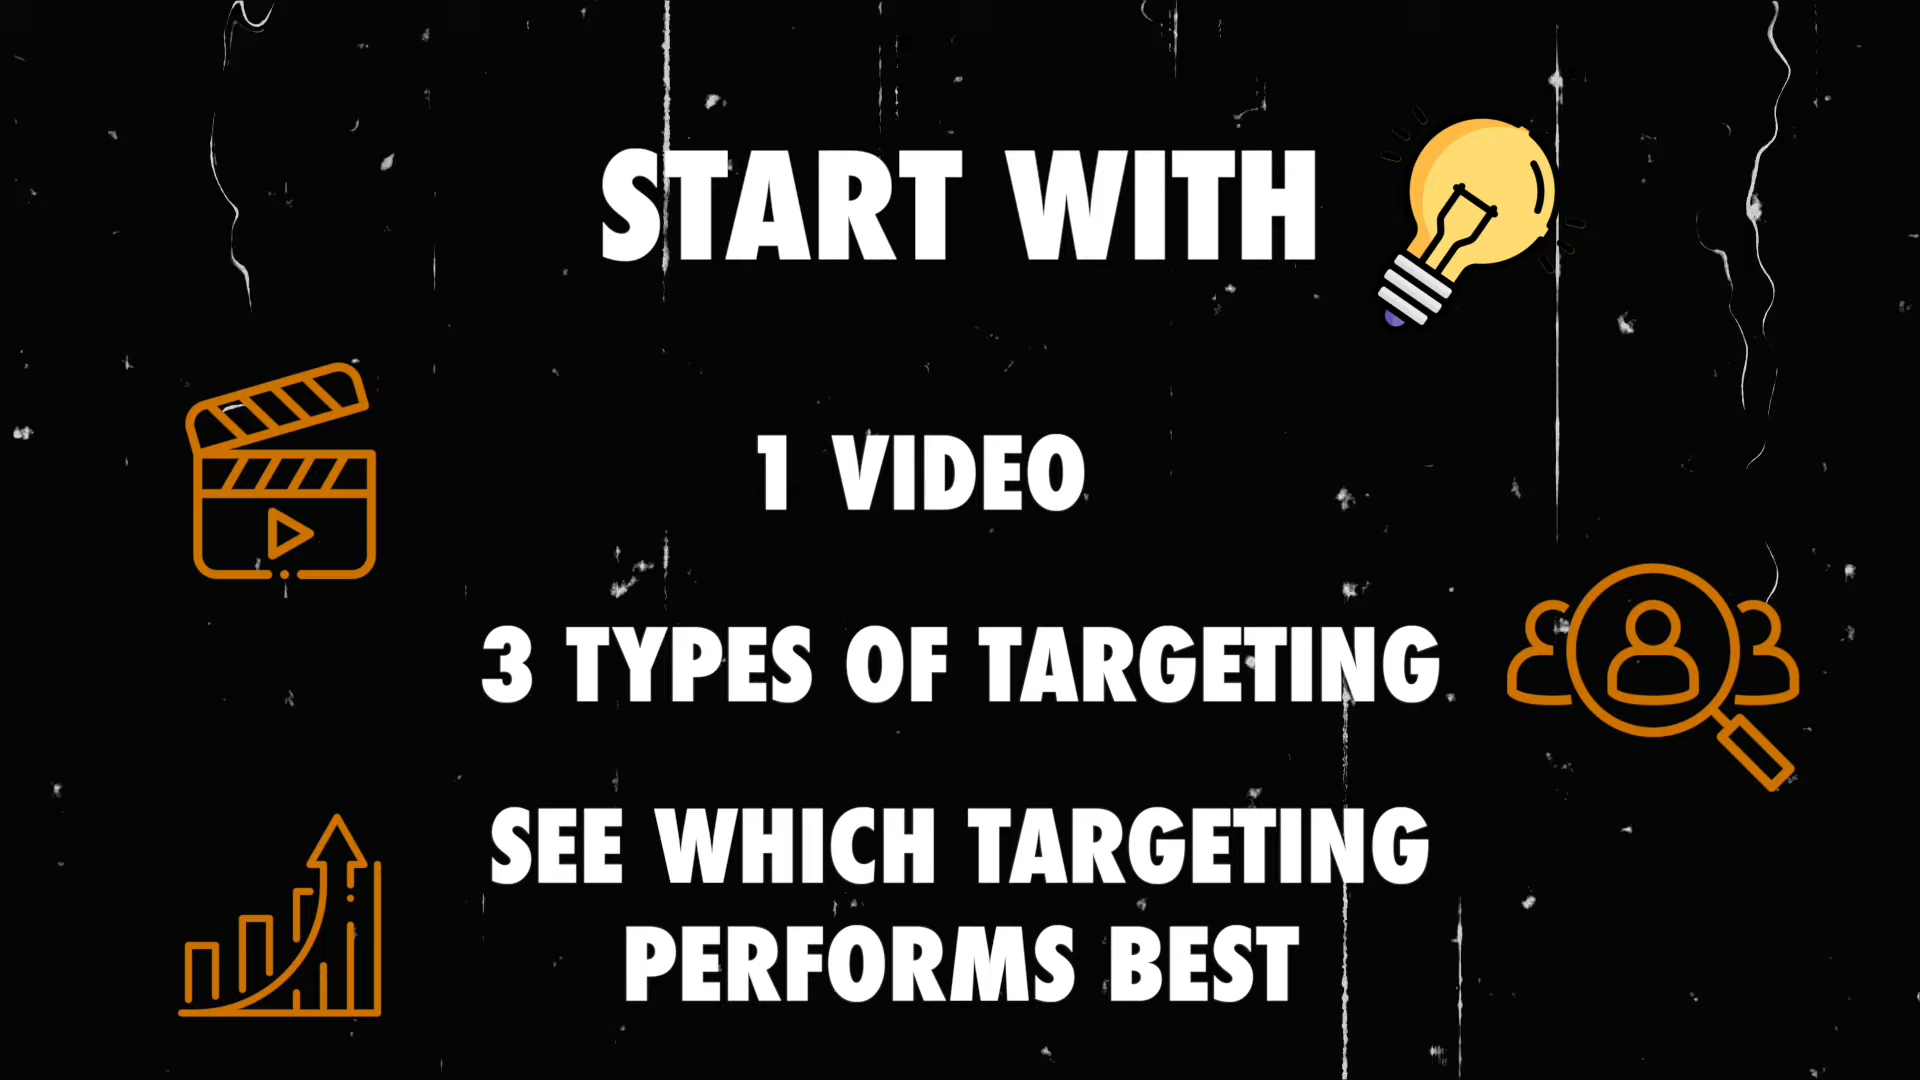 START WITH
1 VIDEO
3 TYPES OF TARGETING
SEE WHICH TARGETING
PERFORMS BEST